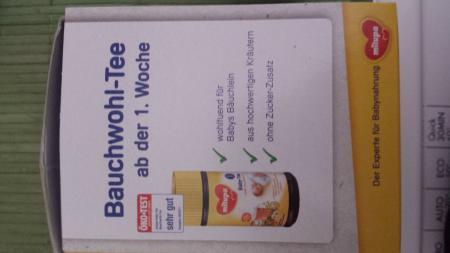 Bauchwohl-Tee
ab der 1. Woche
wohltuend für
Babys Bäuchlein
aus hochwertigen Kräutern
ohne Zucker-Zusatz
ÖKO-TEST
sehr gut
milupa
milupa
Der Experte für Babynahrung
Quick
30MIN
ECO
AUTO